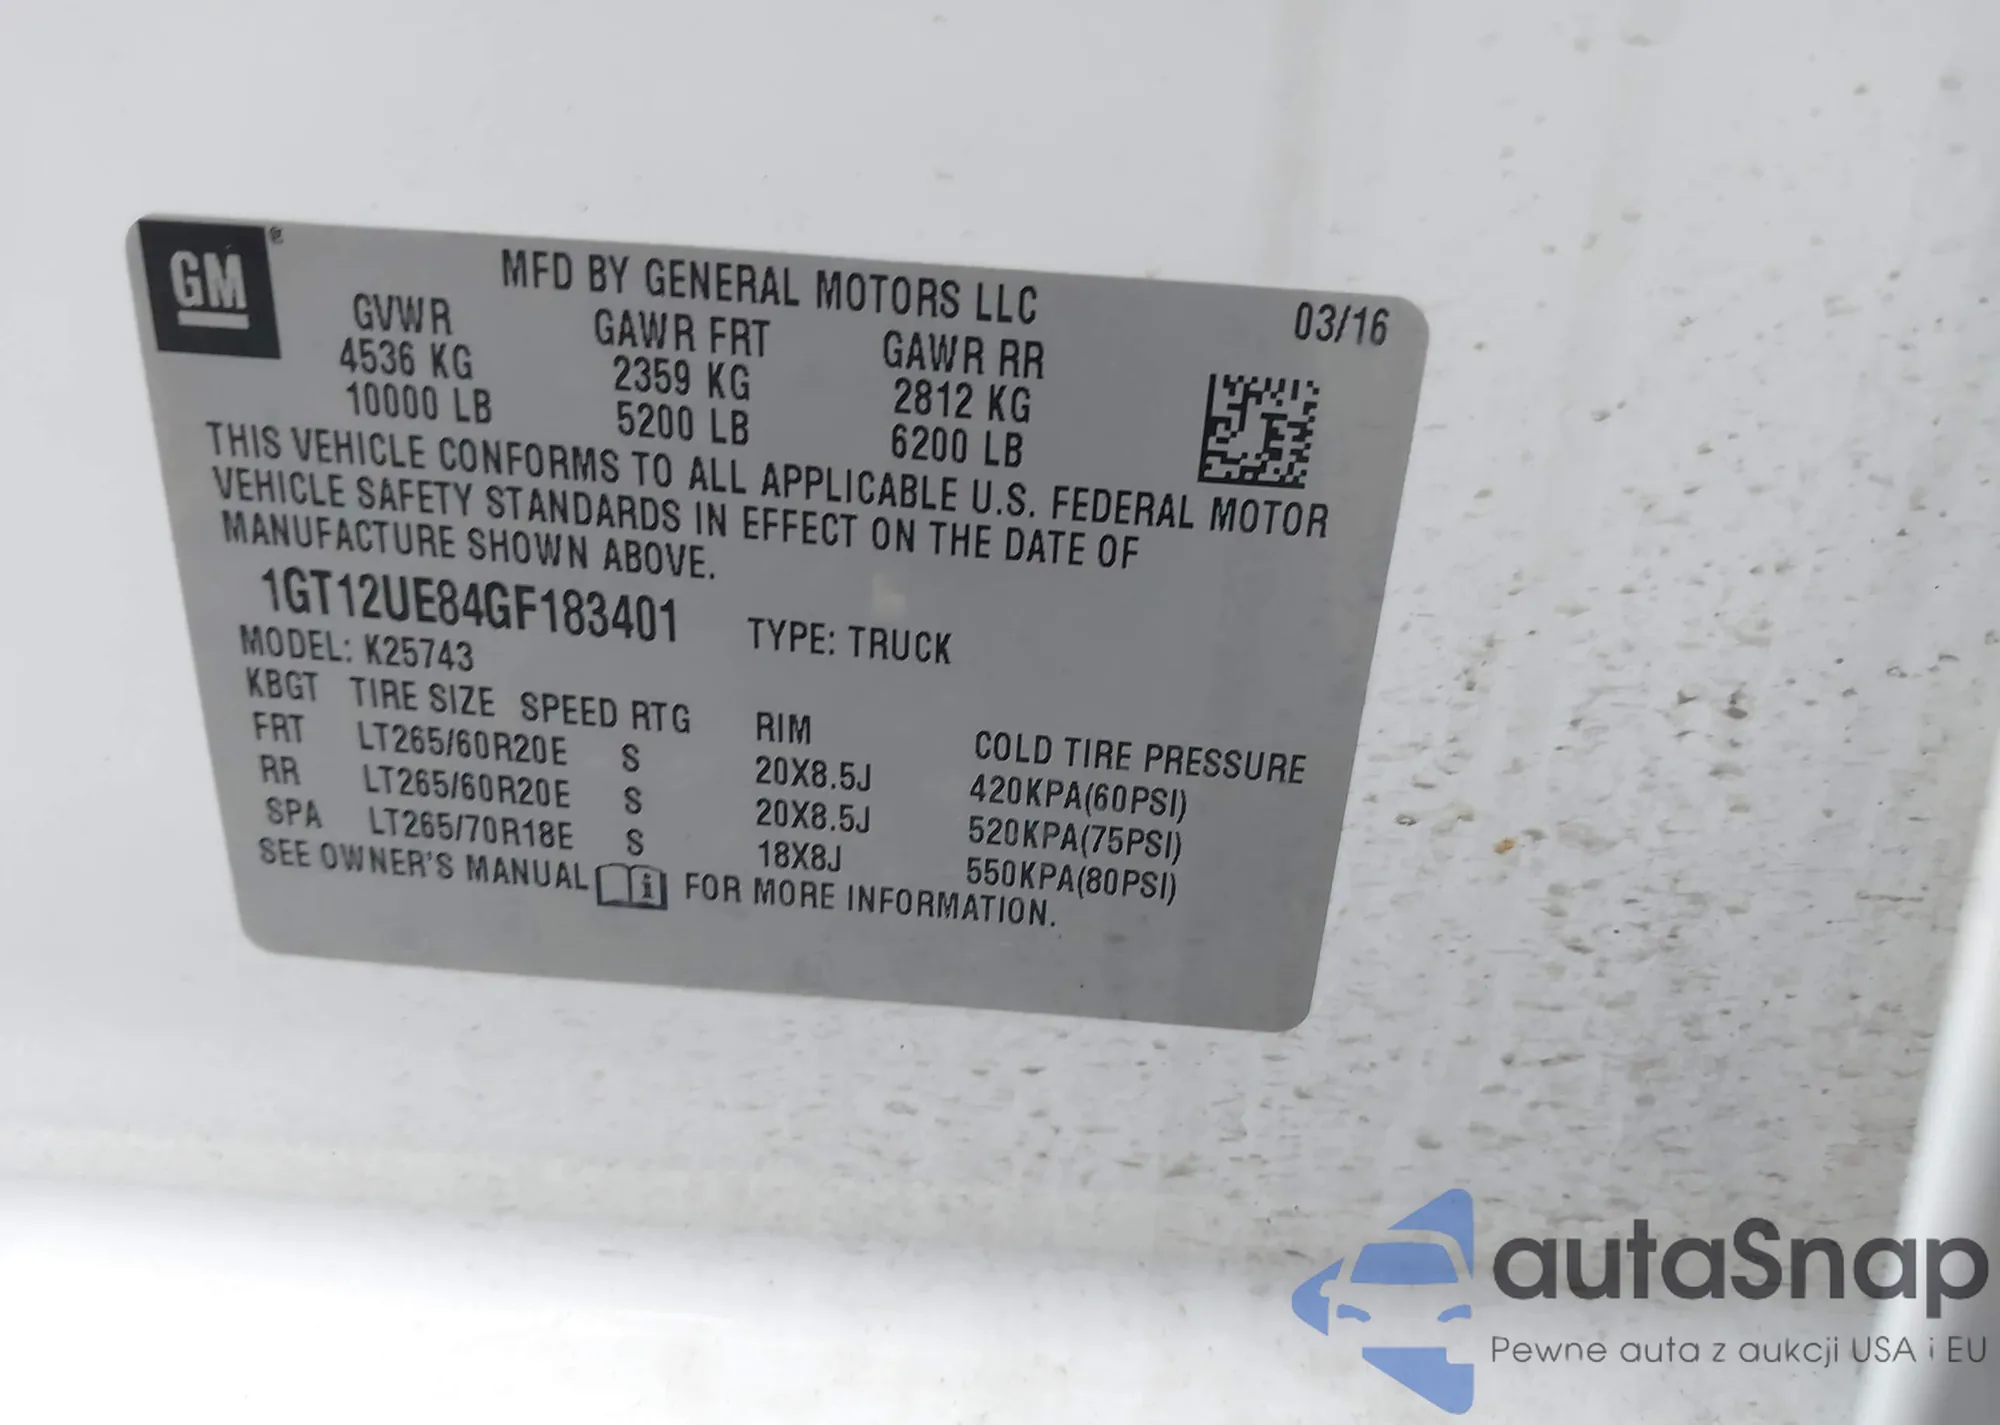 GM®
MFD BY GENERAL MOTORS LLC
03/16
GVWR GAWR FRT GAWR RR
4536 KG 2359 KG 2812 KG
10000 LB 5200 LB 6200 LB
THIS VEHICLE CONFORMS TO ALL APPLICABLE U.S. FEDERAL MOTOR
VEHICLE SAFETY STANDARDS IN EFFECT ON THE DATE OF
MANUFACTURE SHOWN ABOVE.
1GT12UE84GF183401 TYPE: TRUCK
MODEL: K25743
KBGT TIRE SIZE SPEED RTG RIM COLD TIRE PRESSURE
FRT LT265/60R20E S 20X8.5J 420KPA(60PSI)
RR LT265/60R20E S 20X8.5J 520KPA(75PSI)
SPA LT265/70R18E S 18X8J 550KPA(80PSI)
SEE OWNER'S MANUAL i FOR MORE INFORMATION.
autaSnap
Pewne auta z aukcji USA i EU